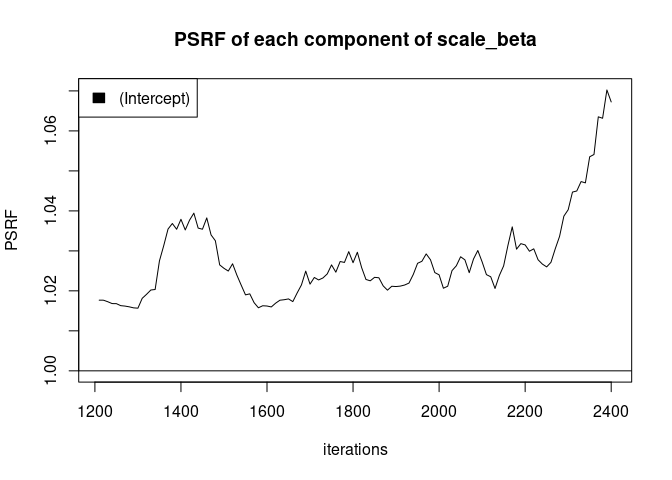 PSRF of each component of scale_beta
(Intercept)
PSRF
1.06
1.04
1.02
1.00
1200 1400 1600 1800 2000 2200 2400
iterations